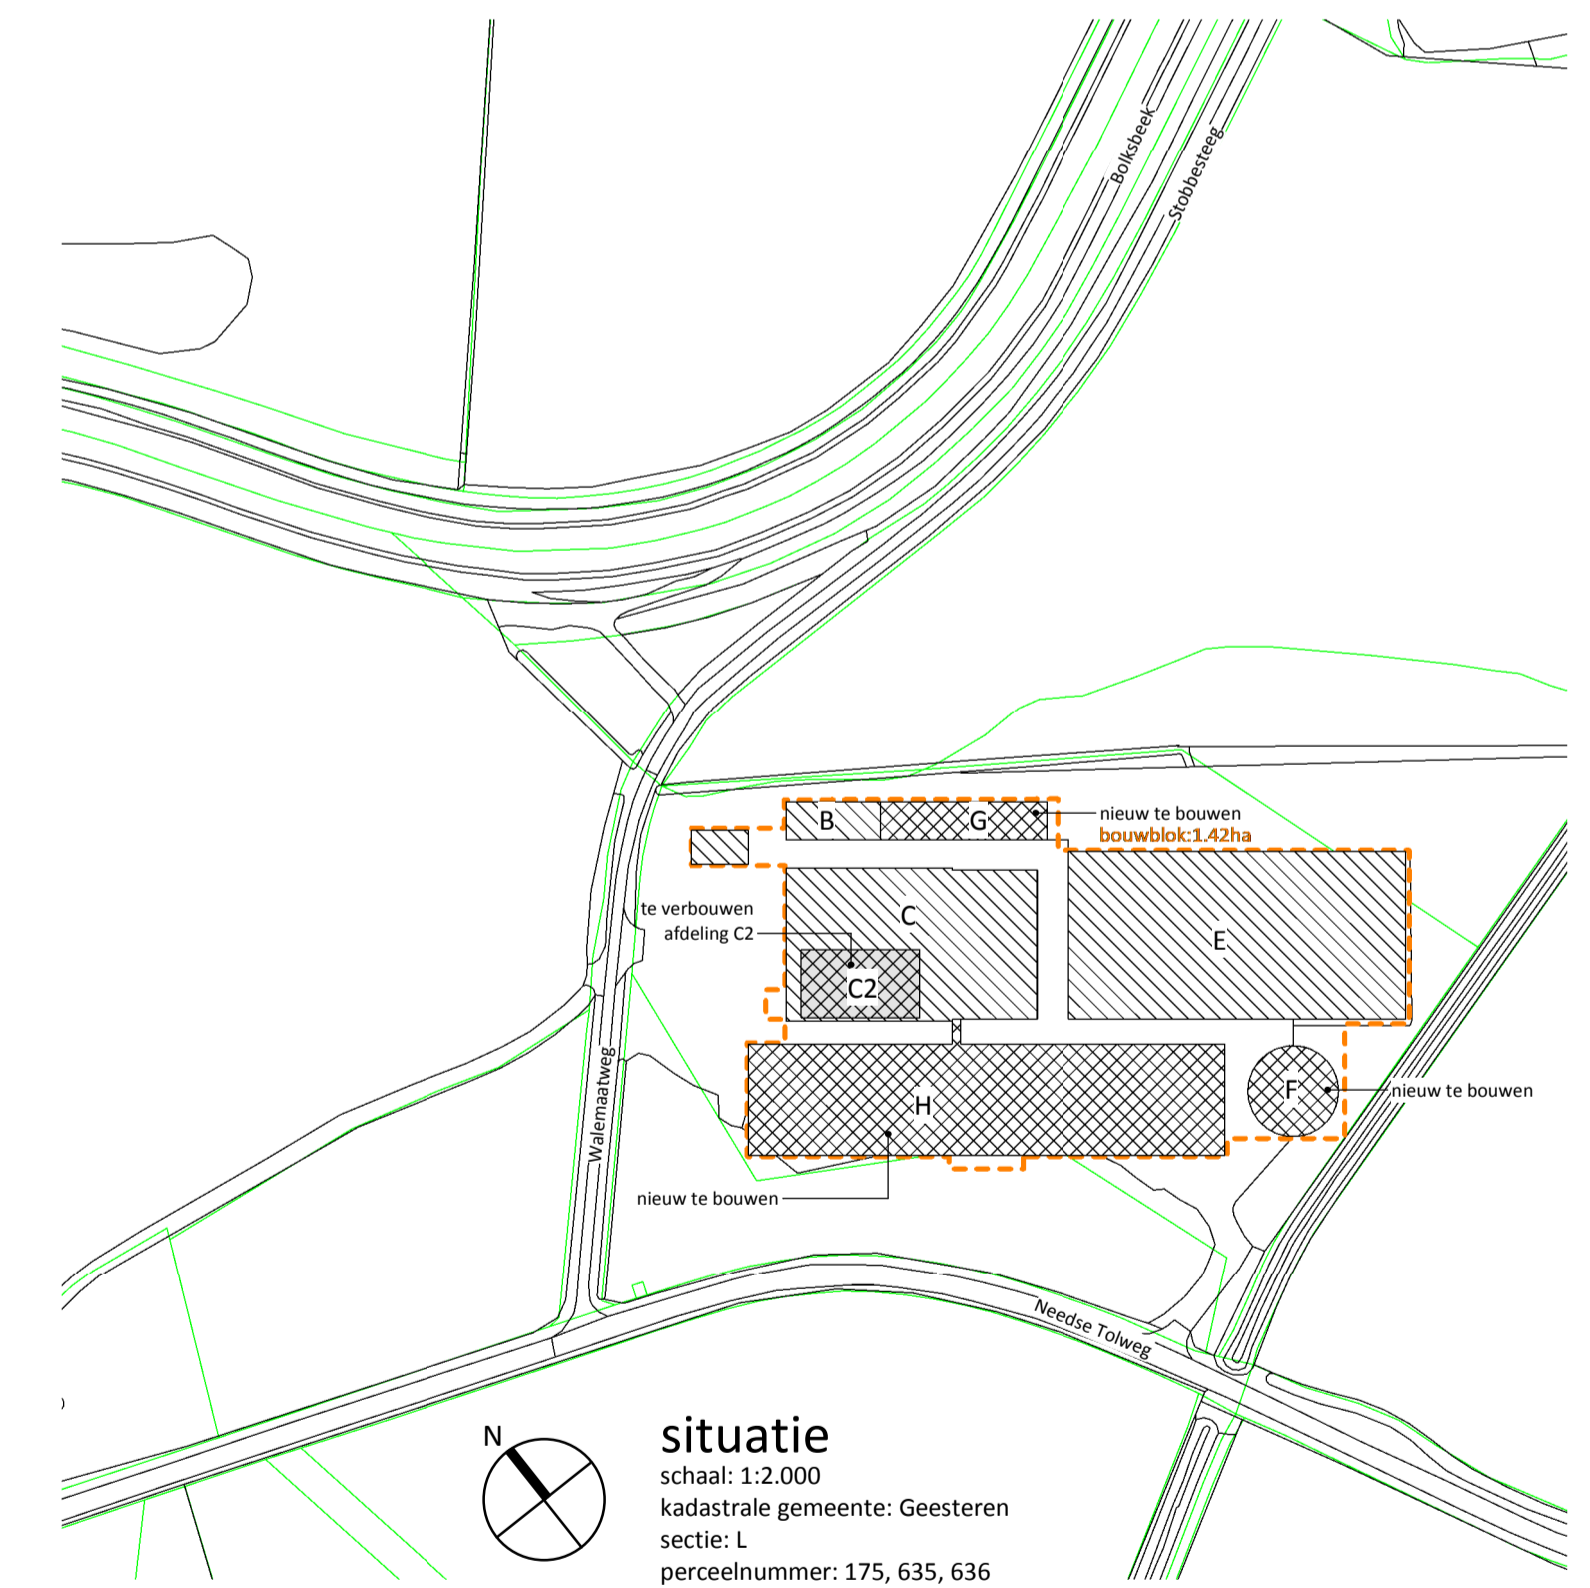 Bolksbeek
Stobbesteeg
B
G
nieuw te bouwen
bouwblok:1.42ha
te verbouwen
afdeling C2
C
E
C2
Walemaatweg
H
F
nieuw te bouwen
nieuw te bouwen
Needse Tolweg
N
situatie
schaal: 1:2.000
kadastrale gemeente: Geesteren
sectie: L
perceelnummer: 175, 635, 636